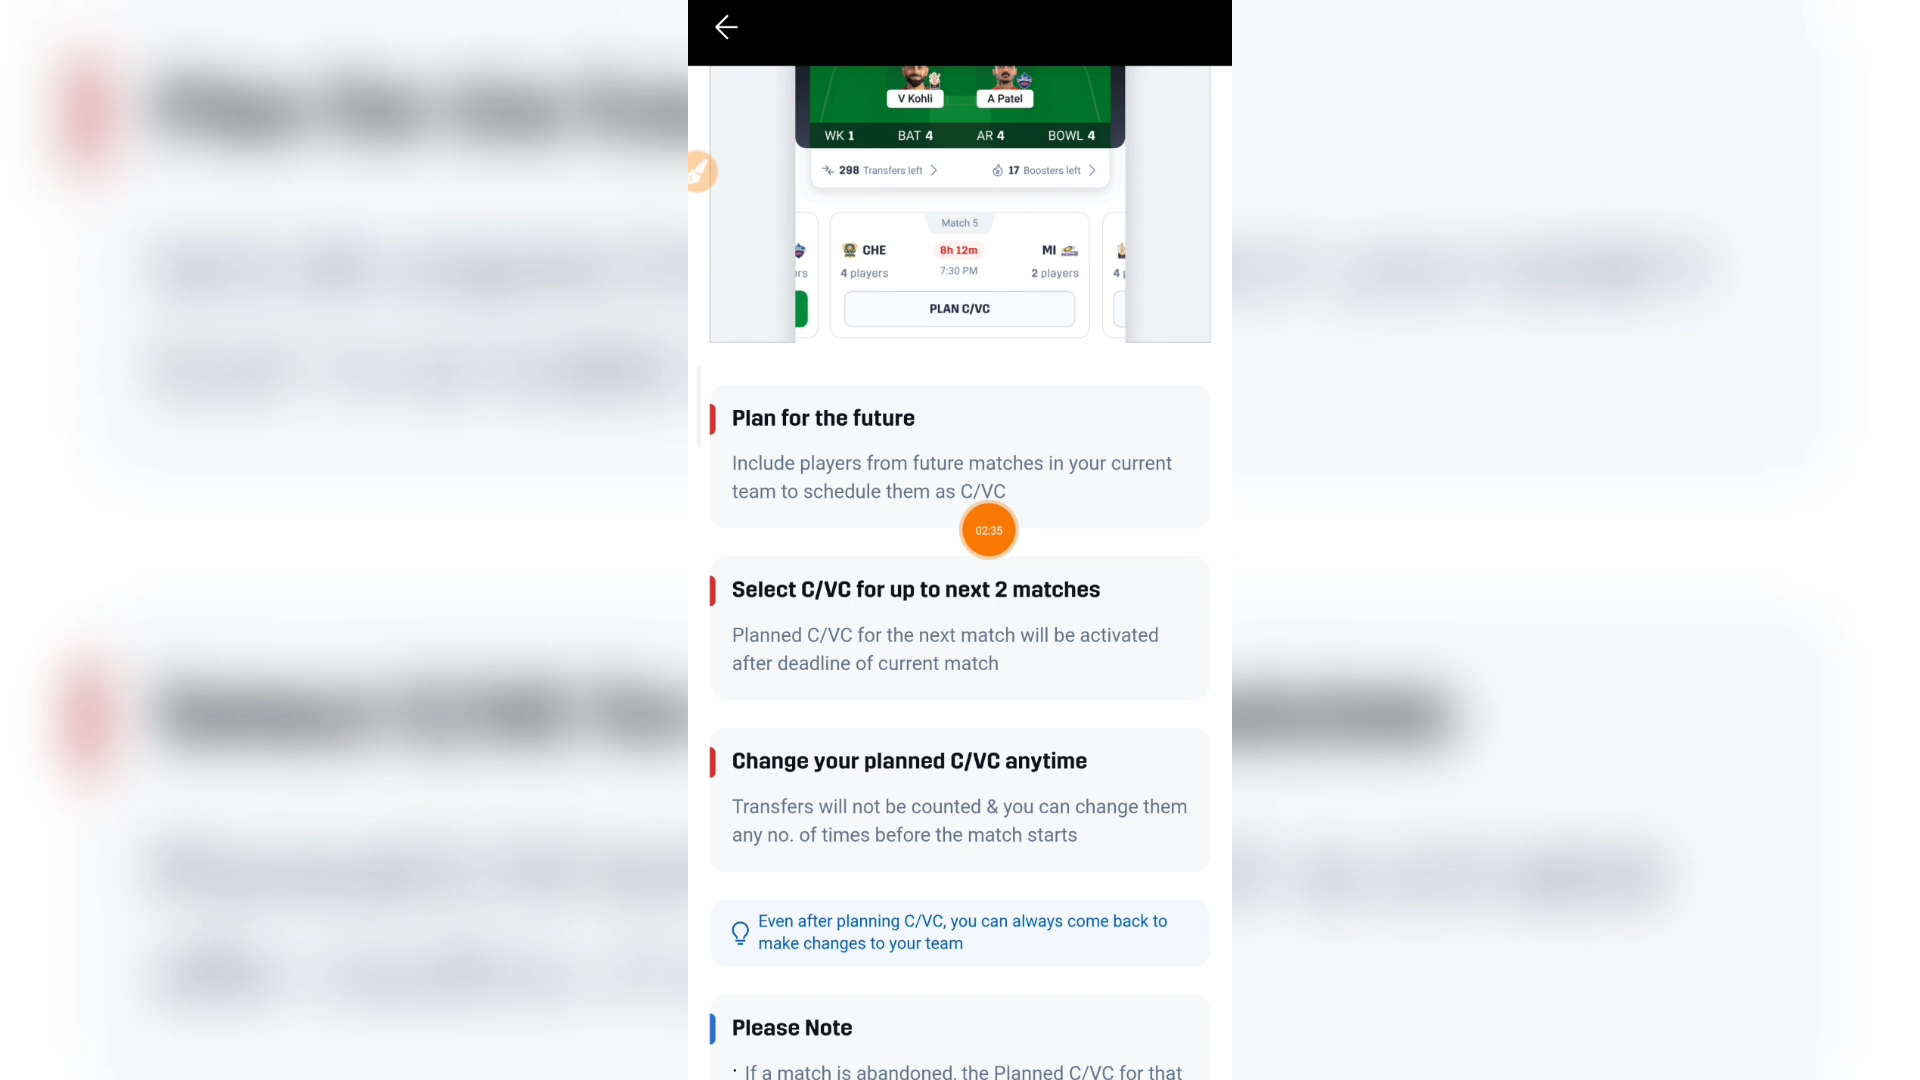 V Kohli
A Patel
WK 1 BAT 4 AR 4 BOWL 4
298 Transfers left
17 Boosters left
Match 5
CHE 8h 12m MI
4 players 7:30 PM 2 players
PLAN C/VC
Plan for the future
Include players from future matches in your current
team to schedule them as C/VC
02:35
Select C/VC for up to next 2 matches
Planned C/VC for the next match will be activated
after deadline of current match
Change your planned C/VC anytime
Transfers will not be counted & you can change them
any no. of times before the match starts
Even after planning C/VC, you can always come back to
make changes to your team
Please Note
· If a match is abandoned, the Planned C/VC for that